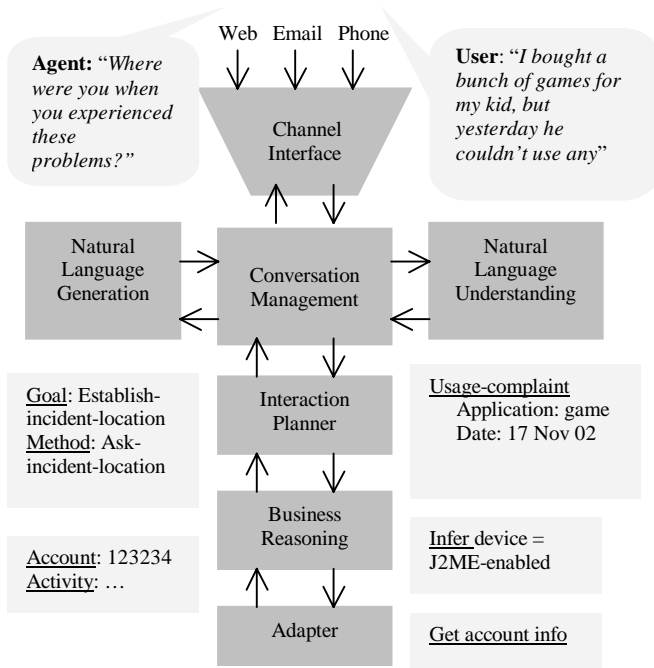 Web Email Phone
Agent: “Where
were you when
you experienced
these
problems?”
User: “I bought a
bunch of games for
my kid, but
yesterday he
couldn’t use any”
Channel
Interface
Natural
Language
Generation
Conversation
Management
Natural
Language
Understanding
Goal: Establish-
incident-location
Method: Ask-
incident-location
Interaction
Planner
Usage-complaint
Application: game
Date: 17 Nov 02
Account: 123234
Activity: …
Business
Reasoning
Infer device =
J2ME-enabled
Adapter
Get account info